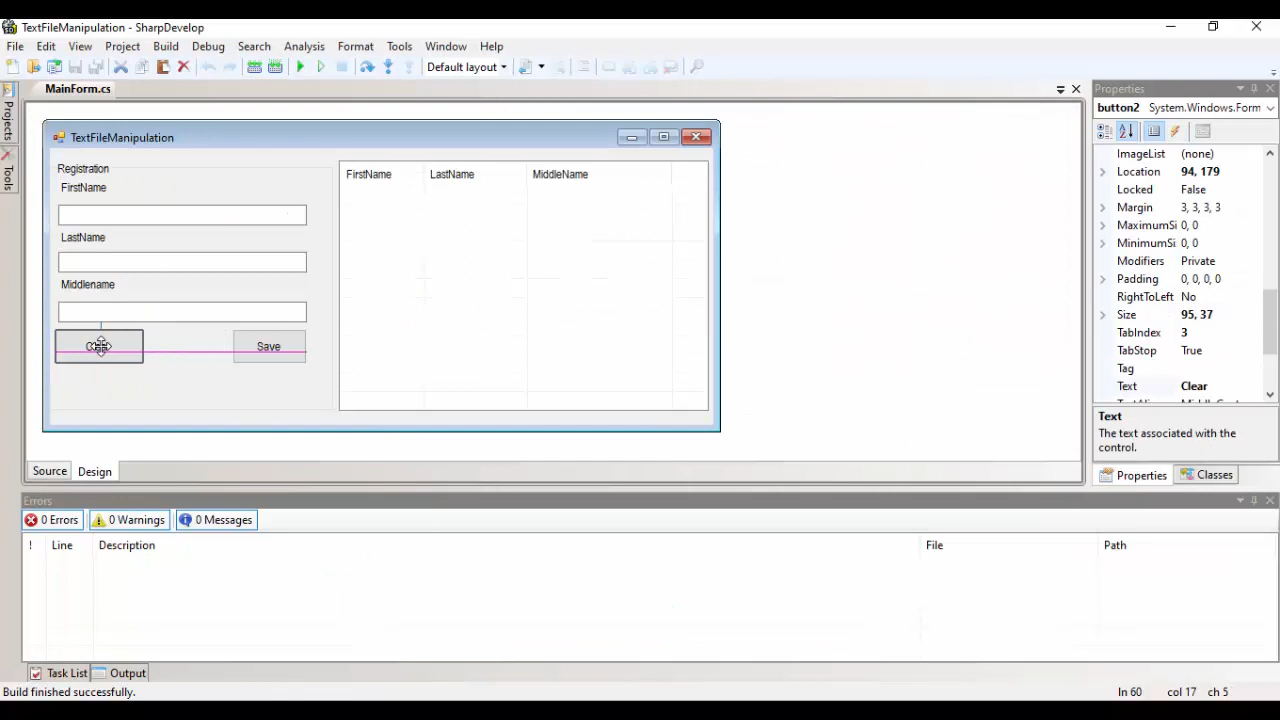 TextFileManipulation - SharpDevelop
File Edit View Project Build Debug Search Analysis Format Tools Window Help
Default layout
MainForm.cs
Projects
Tools
TextFileManipulation
Registration
FirstName
LastName
Middlename
Save
FirstName LastName MiddleName
Source Design
Properties
button2 System.Windows.Form
ImageList (none)
Location 94, 179
Locked False
Margin 3, 3, 3, 3
MaximumSi 0, 0
MinimumSi 0, 0
Modifiers Private
Padding 0, 0, 0, 0
RightToLeft No
Size 95, 37
TabIndex 3
TabStop True
Tag
Text Clear
Text
The text associated with the
control.
Properties Classes
Errors
0 Errors 0 Warnings 0 Messages
! Line Description File Path
Task List Output
Build finished successfully. ln 60 col 17 ch 5